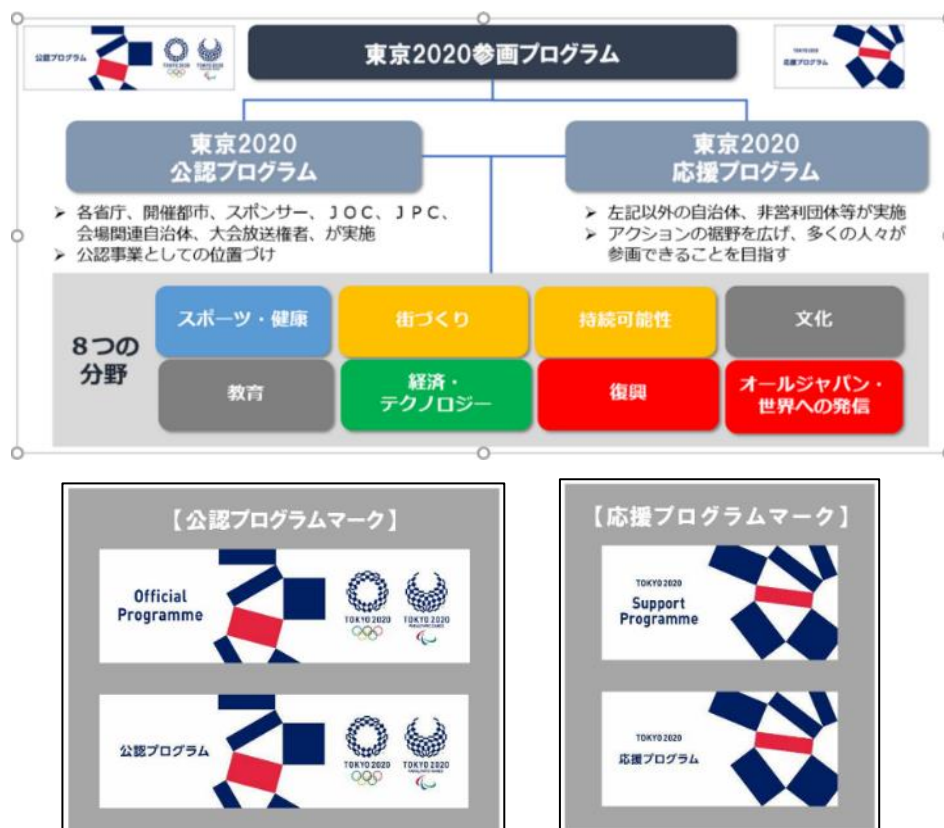 公認プログラム
TOKYO 2020
TOKYO 2020
東京2020参画プログラム
TOKYO 2020
応援プログラム
東京2020
公認プログラム
東京2020
応援プログラム
➢ 各省庁、開催都市、スポンサー、JOC、JPC、
会場関連自治体、大会放送権者、が実施
➢ 公認事業としての位置づけ
➢ 左記以外の自治体、非営利団体等が実施
➢ アクションの裾野を広げ、多くの人々が
参画できることを目指す
8つの
分野
スポーツ・健康
街づくり
持続可能性
文化
教育
経済・
テクノロジー
復興
オールジャパン・
世界への発信
【公認プログラムマーク】
Official
Programme
TOKYO 2020
TOKYO 2020
PARALYMPIC GAMES
公認プログラム
TOKYO 2020
TOKYO 2020
PARALYMPIC GAMES
【応援プログラムマーク】
TOKYO 2020
Support
Programme
TOKYO 2020
応援プログラム